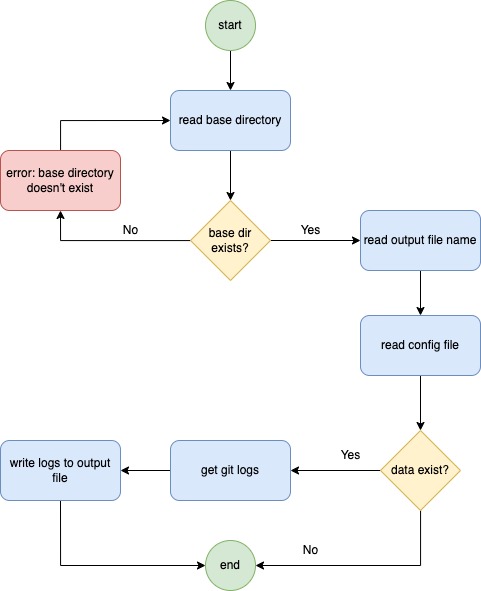 start
read base directory
error: base directory
doesn't exist
base dir
exists?
No
Yes
read output file name
read config file
data exist?
Yes
get git logs
write logs to output
file
No
end